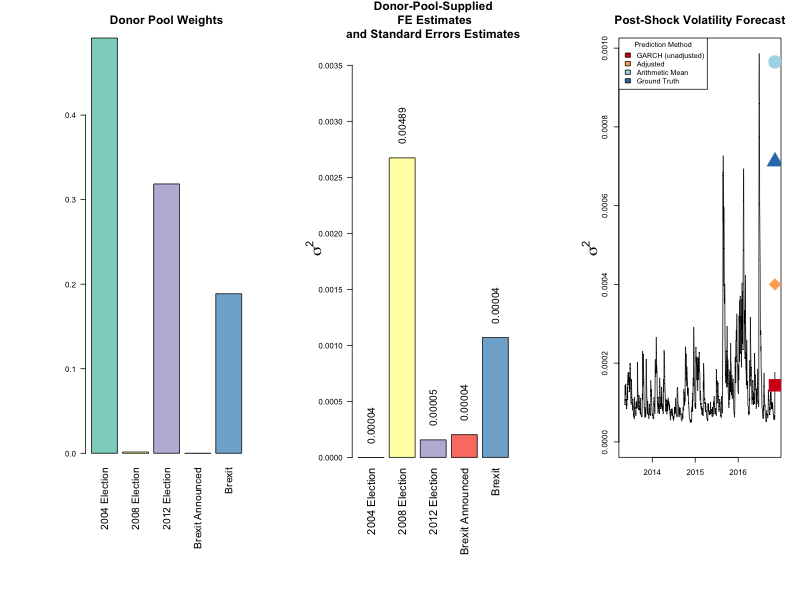 Donor Pool Weights
0.0
0.1
0.2
0.3
0.4
2004 Election
2008 Election
2012 Election
Brexit Announced
Brexit
Donor-Pool-Supplied
FE Estimates
and Standard Errors Estimates
σ2
0.0000
0.0005
0.0010
0.0015
0.0020
0.0025
0.0030
0.0035
0.00004
0.00489
0.00005
0.00004
0.00004
2004 Election
2008 Election
2012 Election
Brexit Announced
Brexit
Post-Shock Volatility Forecast
σ2
0.0000
0.0002
0.0004
0.0006
0.0008
0.0010
Prediction Method
GARCH (unadjusted)
Adjusted
Arithmetic Mean
Ground Truth
2014
2015
2016